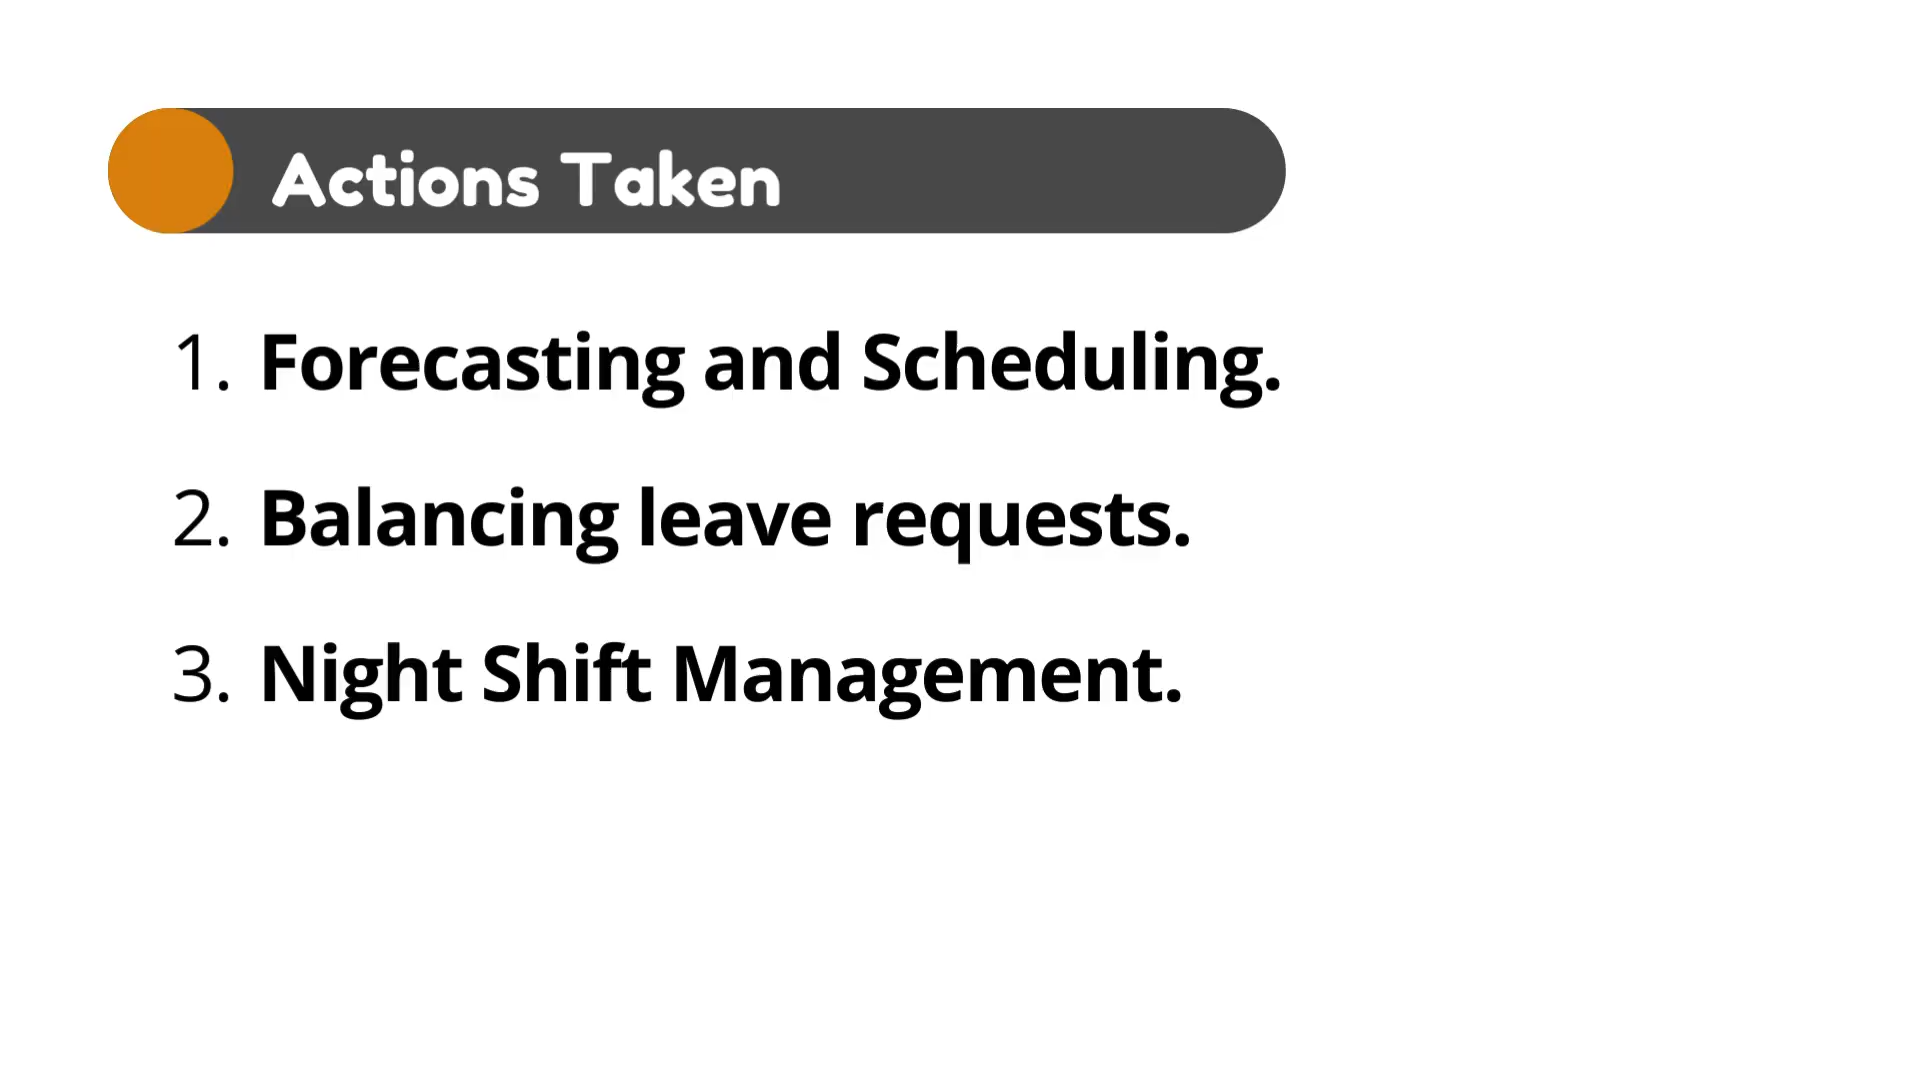 Actions Taken
1. Forecasting and Scheduling.
2. Balancing leave requests.
3. Night Shift Management.